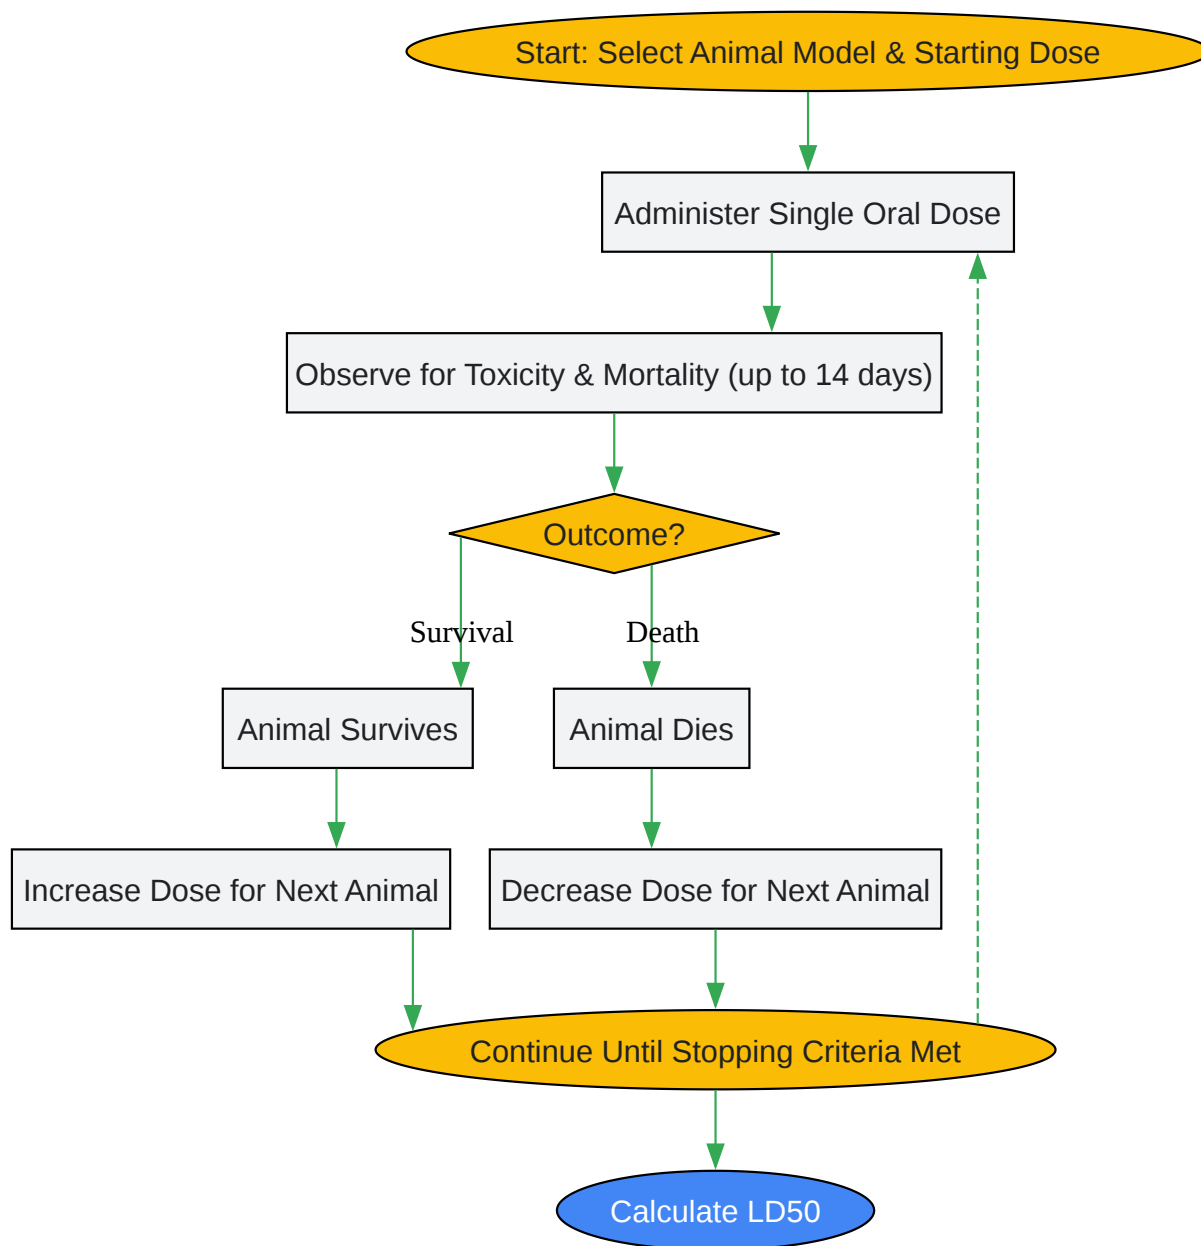 Start: Select Animal Model & Starting Dose
Administer Single Oral Dose
Observe for Toxicity & Mortality (up to 14 days)
Outcome?
Survival
Death
Animal Survives
Animal Dies
Increase Dose for Next Animal
Decrease Dose for Next Animal
Continue Until Stopping Criteria Met
Calculate LD50